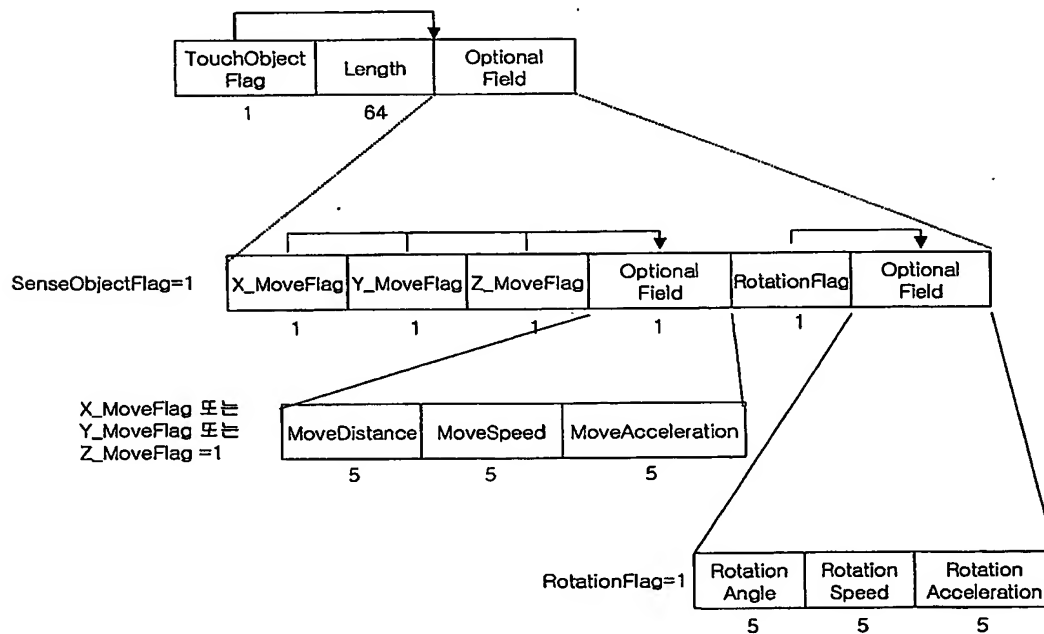 TouchObject
Flag
Length
Optional
Field
1
64
SenseObjectFlag=1
X_MoveFlag
Y_MoveFlag
Z_MoveFlag
Optional
Field
RotationFlag
Optional
Field
1
1
1
1
1
X_MoveFlag 또는
Y_MoveFlag 또는
Z_MoveFlag =1
MoveDistance
MoveSpeed
MoveAcceleration
5
5
5
RotationFlag=1
Rotation
Angle
Rotation
Speed
Rotation
Acceleration
5
5
5